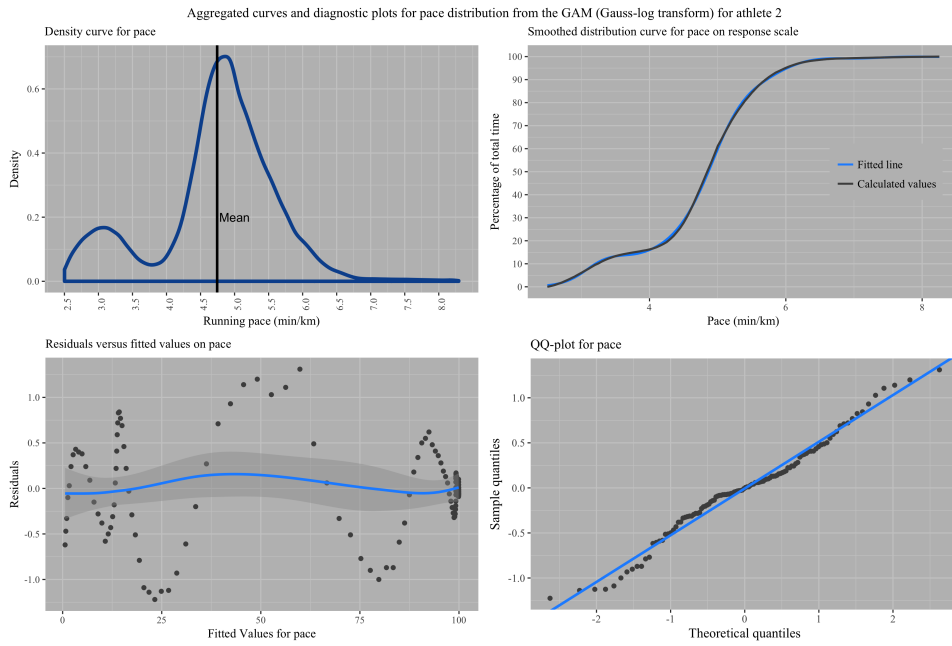 Aggregated curves and diagnostic plots for pace distribution from the GAM (Gauss-log transform) for athlete 2
Density curve for pace
Density
0.6
0.4
0.2
0.0
Mean
2.5 3.0 3.5 4.0 4.5 5.0 5.5 6.0 6.5 7.0 7.5 8.0
Running pace (min/km)
Smoothed distribution curve for pace on response scale
Percentage of total time
100
90
80
70
60
50
40
30
20
10
0
Fitted line
Calculated values
4 6 8
Pace (min/km)
Residuals versus fitted values on pace
Residuals
1.0
0.5
0.0
-0.5
-1.0
0 25 50 75 100
Fitted Values for pace
QQ-plot for pace
Sample quantiles
1.0
0.5
0.0
-0.5
-1.0
-2 -1 0 1 2
Theoretical quantiles